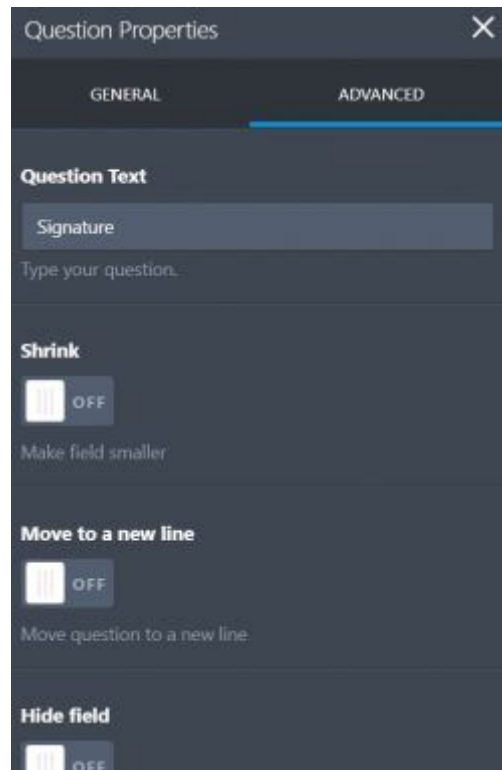 Question Properties
GENERAL ADVANCED
Question Text
Signature
Type your question.
Shrink
OFF
Make field smaller
Move to a new line
OFF
Move question to a new line
Hide field
OFF